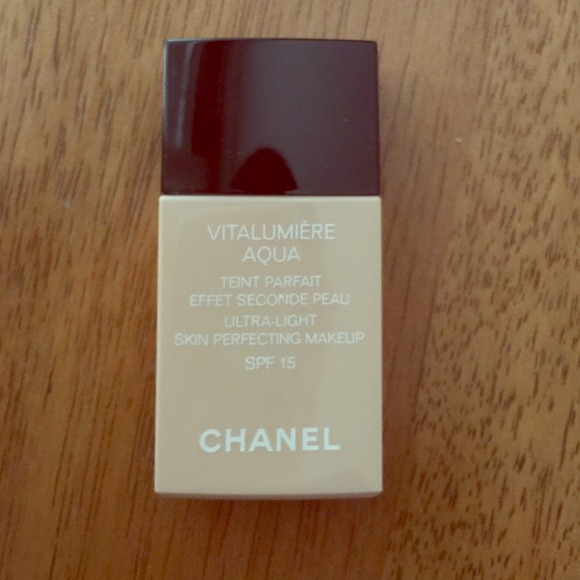 VITALUMIÈRE
AQUA
TEINT PARFAIT
EFFET SECONDE PEAU
ULTRA-LIGHT
SKIN PERFECTING MAKEUP
SPF 15
CHANEL